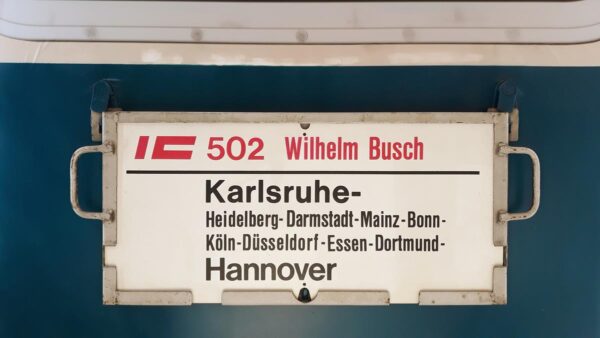 IC 502 Wilhelm Busch
Karlsruhe-
Heidelberg-Darmstadt-Mainz-Bonn-
Köln-Düsseldorf-Essen-Dortmund-
Hannover